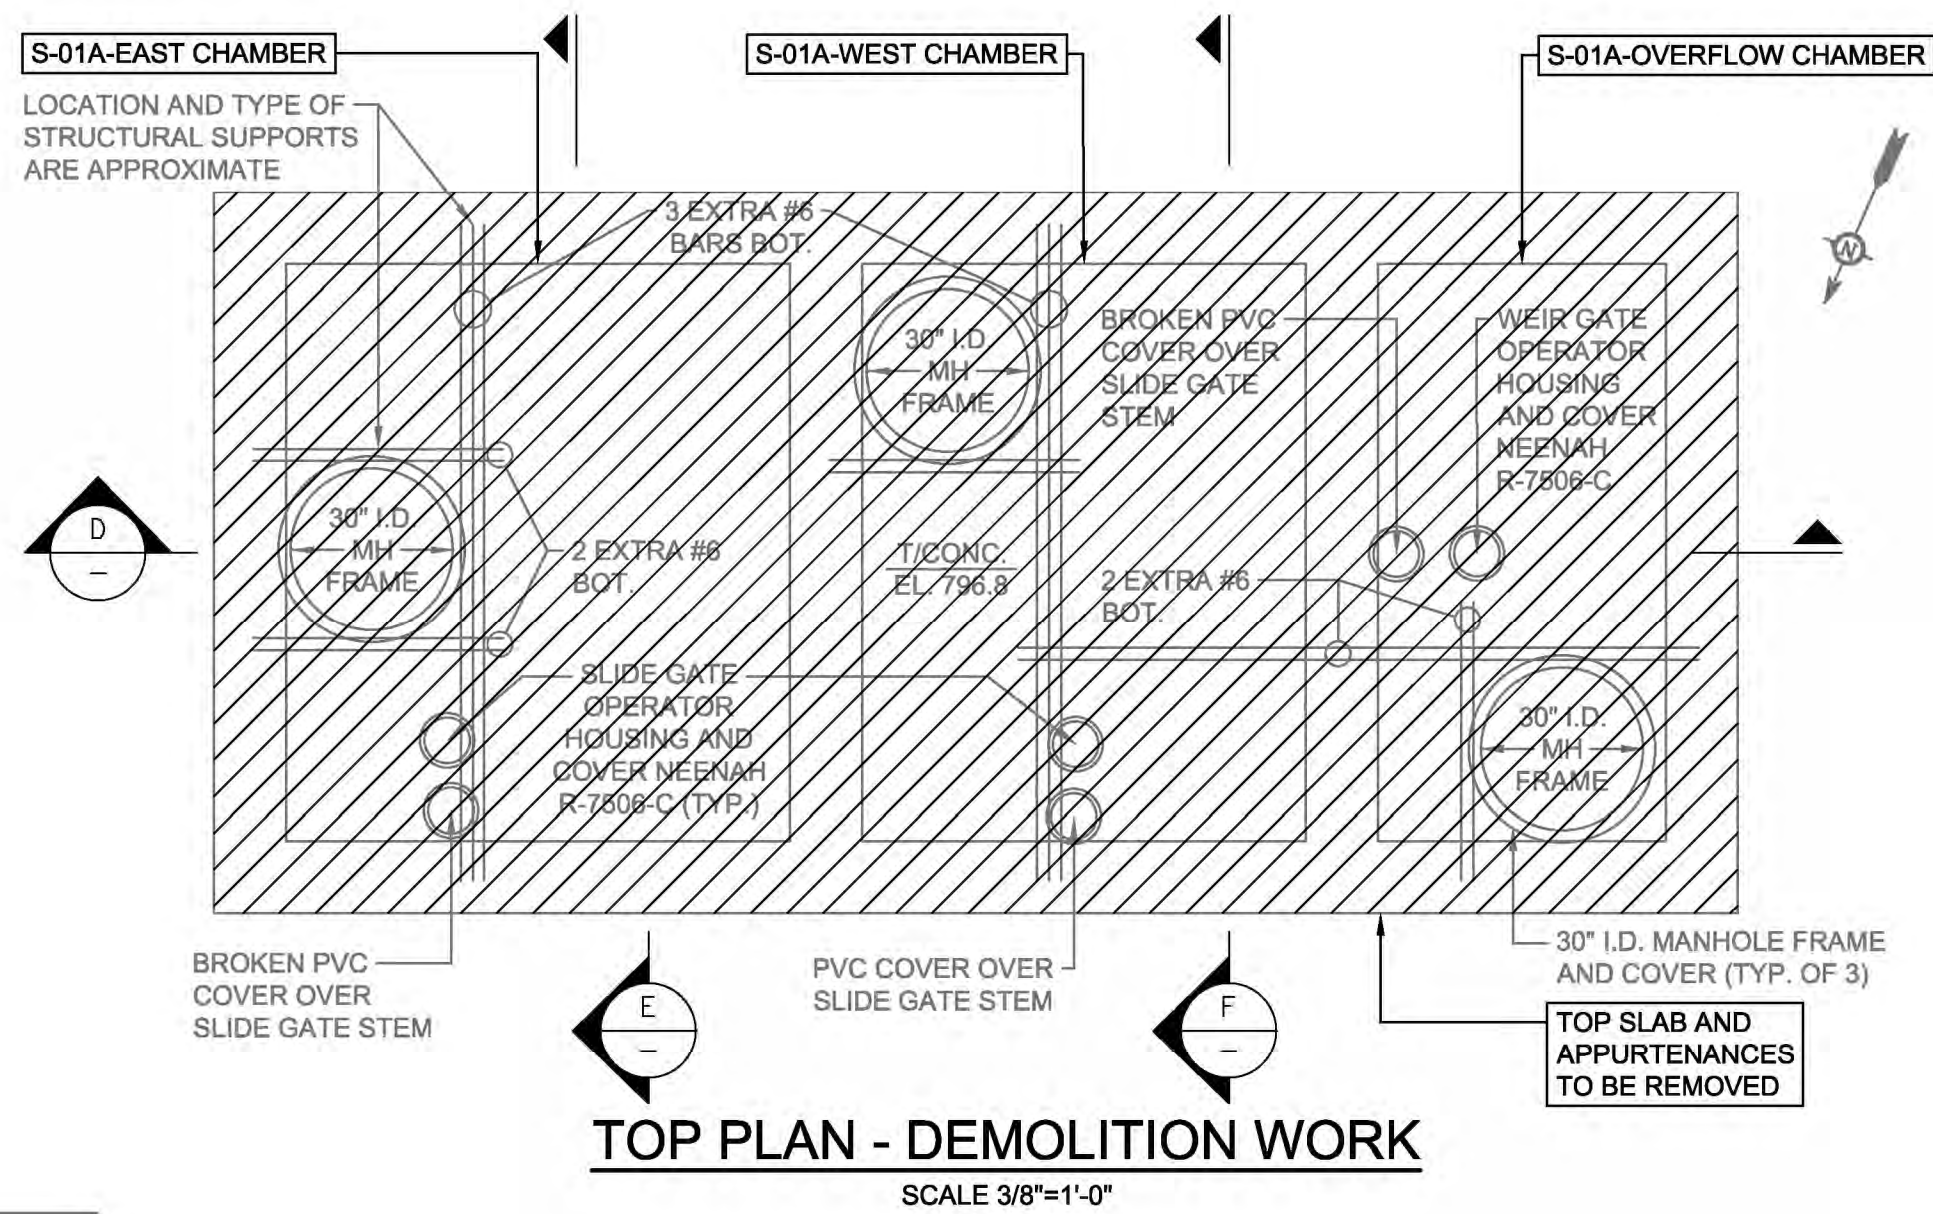 S-01A-EAST CHAMBER
S-01A-WEST CHAMBER
S-01A-OVERFLOW CHAMBER
LOCATION AND TYPE OF
STRUCTURAL SUPPORTS
ARE APPROXIMATE
N
3 EXTRA #6
BARS BOT.
30" I.D.
MH
FRAME
BROKEN PVC
COVER OVER
SLIDE GATE
STEM
WEIR GATE
OPERATOR
HOUSING
AND COVER
NEENAH
R-7506-C
D
-
30" I.D.
MH
FRAME
2 EXTRA #6
BOT.
T/CONC.
EL. 796.8
2 EXTRA #6
BOT.
SLIDE GATE
OPERATOR
HOUSING AND
COVER NEENAH
R-7506-C (TYP.)
30" I.D.
MH
FRAME
BROKEN PVC
COVER OVER
SLIDE GATE STEM
E
-
PVC COVER OVER
SLIDE GATE STEM
F
-
30" I.D. MANHOLE FRAME
AND COVER (TYP. OF 3)
TOP SLAB AND
APPURTENANCES
TO BE REMOVED
TOP PLAN - DEMOLITION WORK
SCALE 3/8"=1'-0"